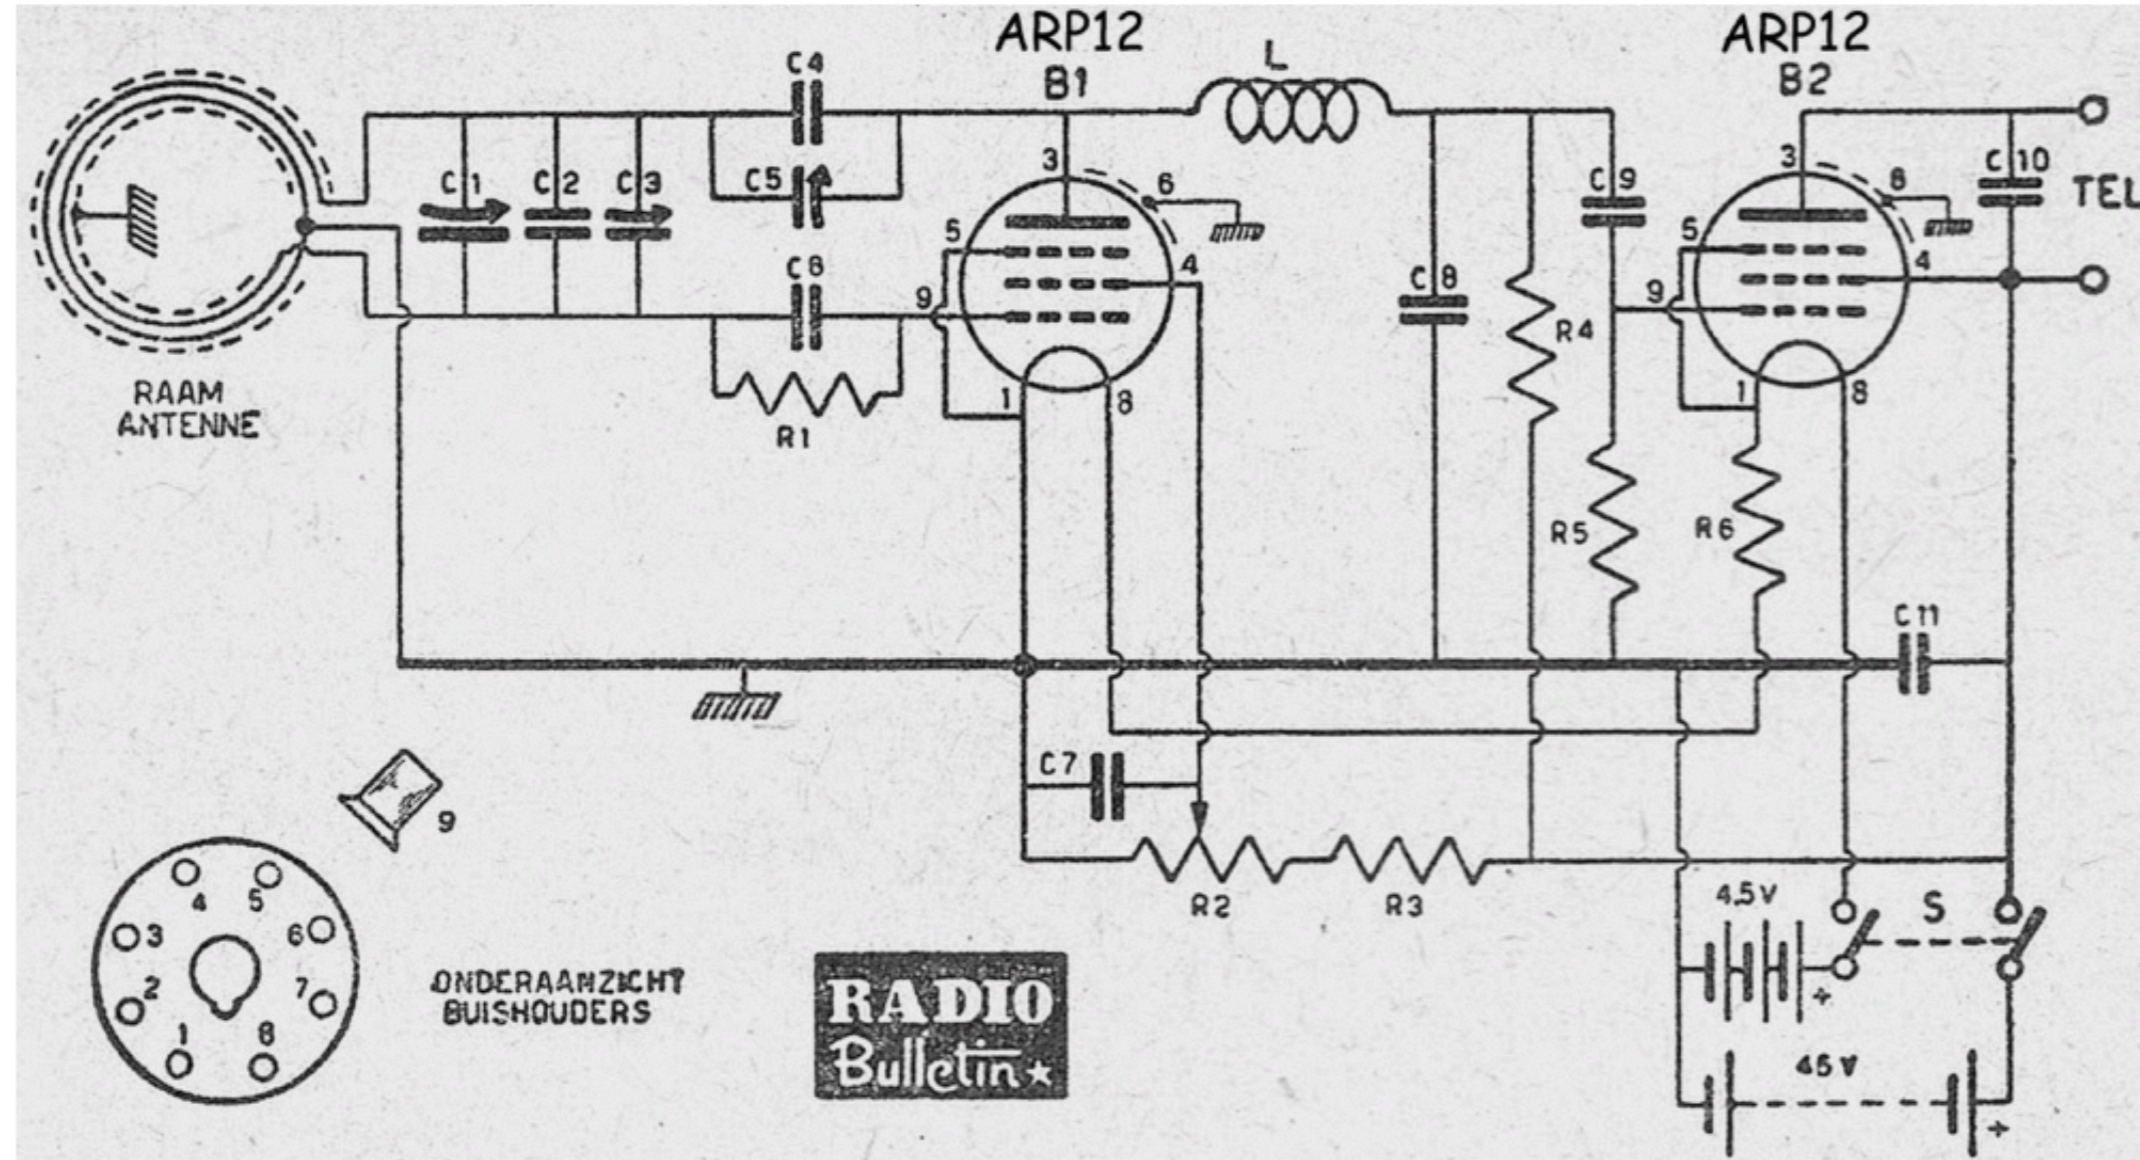 ARP12
B1
ARP12
B2
L
C4
C5
C1
C2
C3
C6
R1
3
6
5
4
9
1
8
C8
R4
C9
R5
R6
3
8
5
4
9
1
8
C10
TEL
C11
RAAM
ANTENNE
C7
R2
R3
4.5V
S
+
45V
+
9
4
5
3
6
2
7
1
8
ONDERAANZICHT
BUISHOUDERS
RADIO
Bulletin